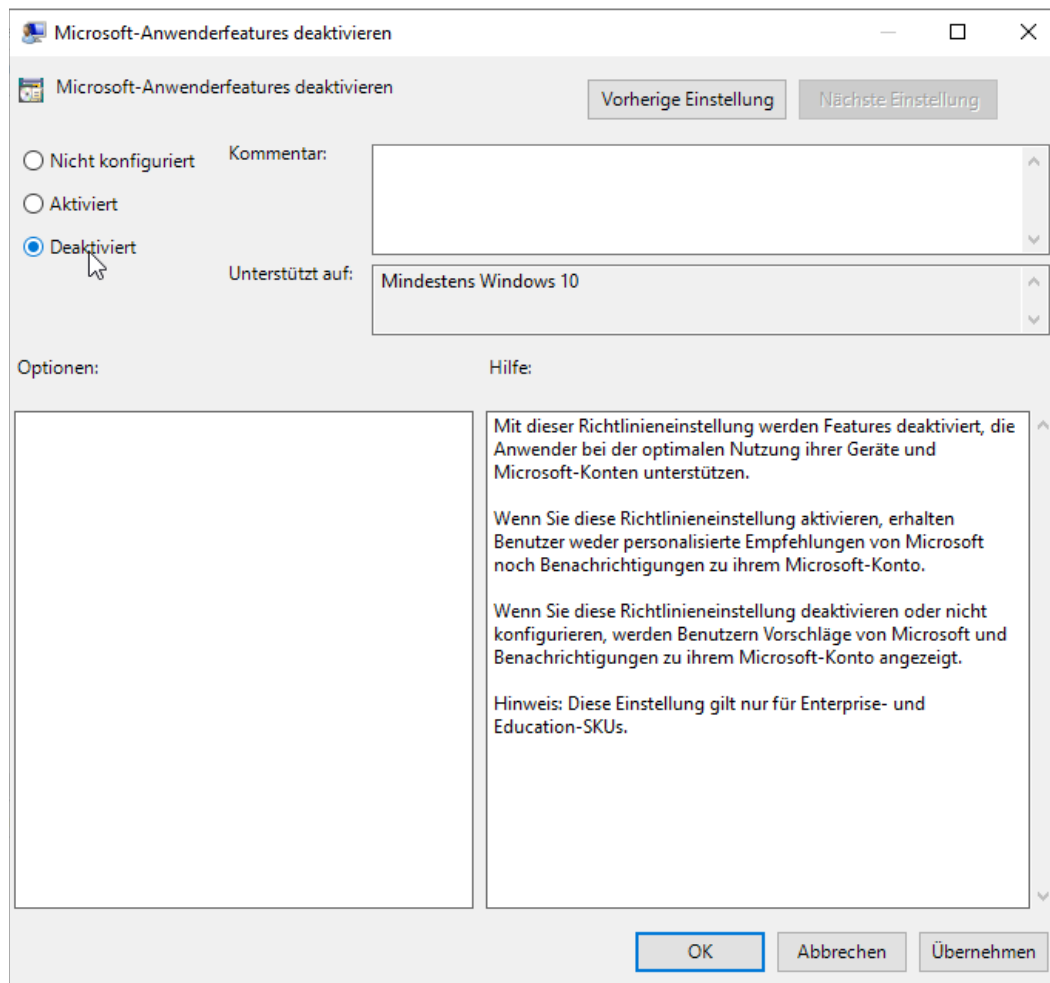 Microsoft-Anwenderfeatures deaktivieren
Microsoft-Anwenderfeatures deaktivieren
Vorherige Einstellung
Nächste Einstellung
Nicht konfiguriert
Kommentar:
Aktiviert
Deaktiviert
Unterstützt auf:
Mindestens Windows 10
Optionen:
Hilfe:
Mit dieser Richtlinieneinstellung werden Features deaktiviert, die
Anwender bei der optimalen Nutzung ihrer Geräte und
Microsoft-Konten unterstützen.
Wenn Sie diese Richtlinieneinstellung aktivieren, erhalten
Benutzer weder personalisierte Empfehlungen von Microsoft
noch Benachrichtigungen zu ihrem Microsoft-Konto.
Wenn Sie diese Richtlinieneinstellung deaktivieren oder nicht
konfigurieren, werden Benutzern Vorschläge von Microsoft und
Benachrichtigungen zu ihrem Microsoft-Konto angezeigt.
Hinweis: Diese Einstellung gilt nur für Enterprise- und
Education-SKUs.
OK
Abbrechen
Übernehmen